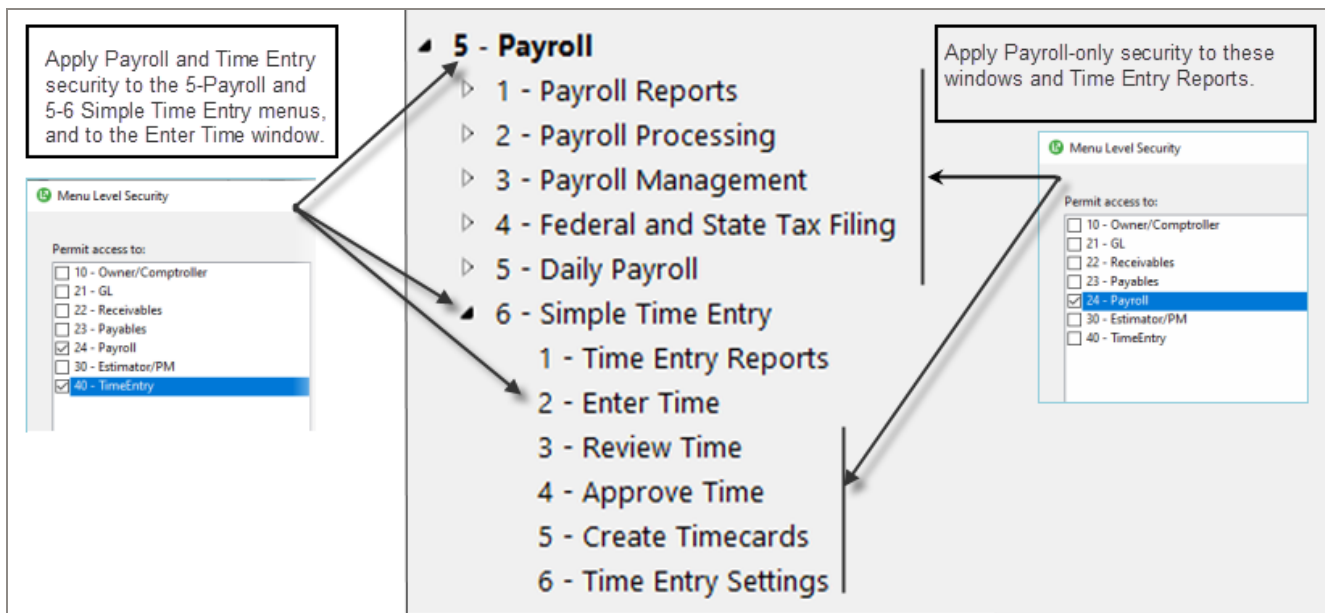 Apply Payroll and Time Entry
security to the 5-Payroll and
5-6 Simple Time Entry menus,
and to the Enter Time window.
Menu Level Security
Permit access to:
10 - Owner/Comptroller
21 - GL
22 - Receivables
23 - Payables
24 - Payroll
30 - Estimator/PM
40 - TimeEntry
5 - Payroll
1 - Payroll Reports
2 - Payroll Processing
3 - Payroll Management
4 - Federal and State Tax Filing
5 - Daily Payroll
6 - Simple Time Entry
1 - Time Entry Reports
2 - Enter Time
3 - Review Time
4 - Approve Time
5 - Create Timecards
6 - Time Entry Settings
Apply Payroll-only security to these
windows and Time Entry Reports.
Menu Level Security
Permit access to:
10 - Owner/Comptroller
21 - GL
22 - Receivables
23 - Payables
24 - Payroll
30 - Estimator/PM
40 - TimeEntry